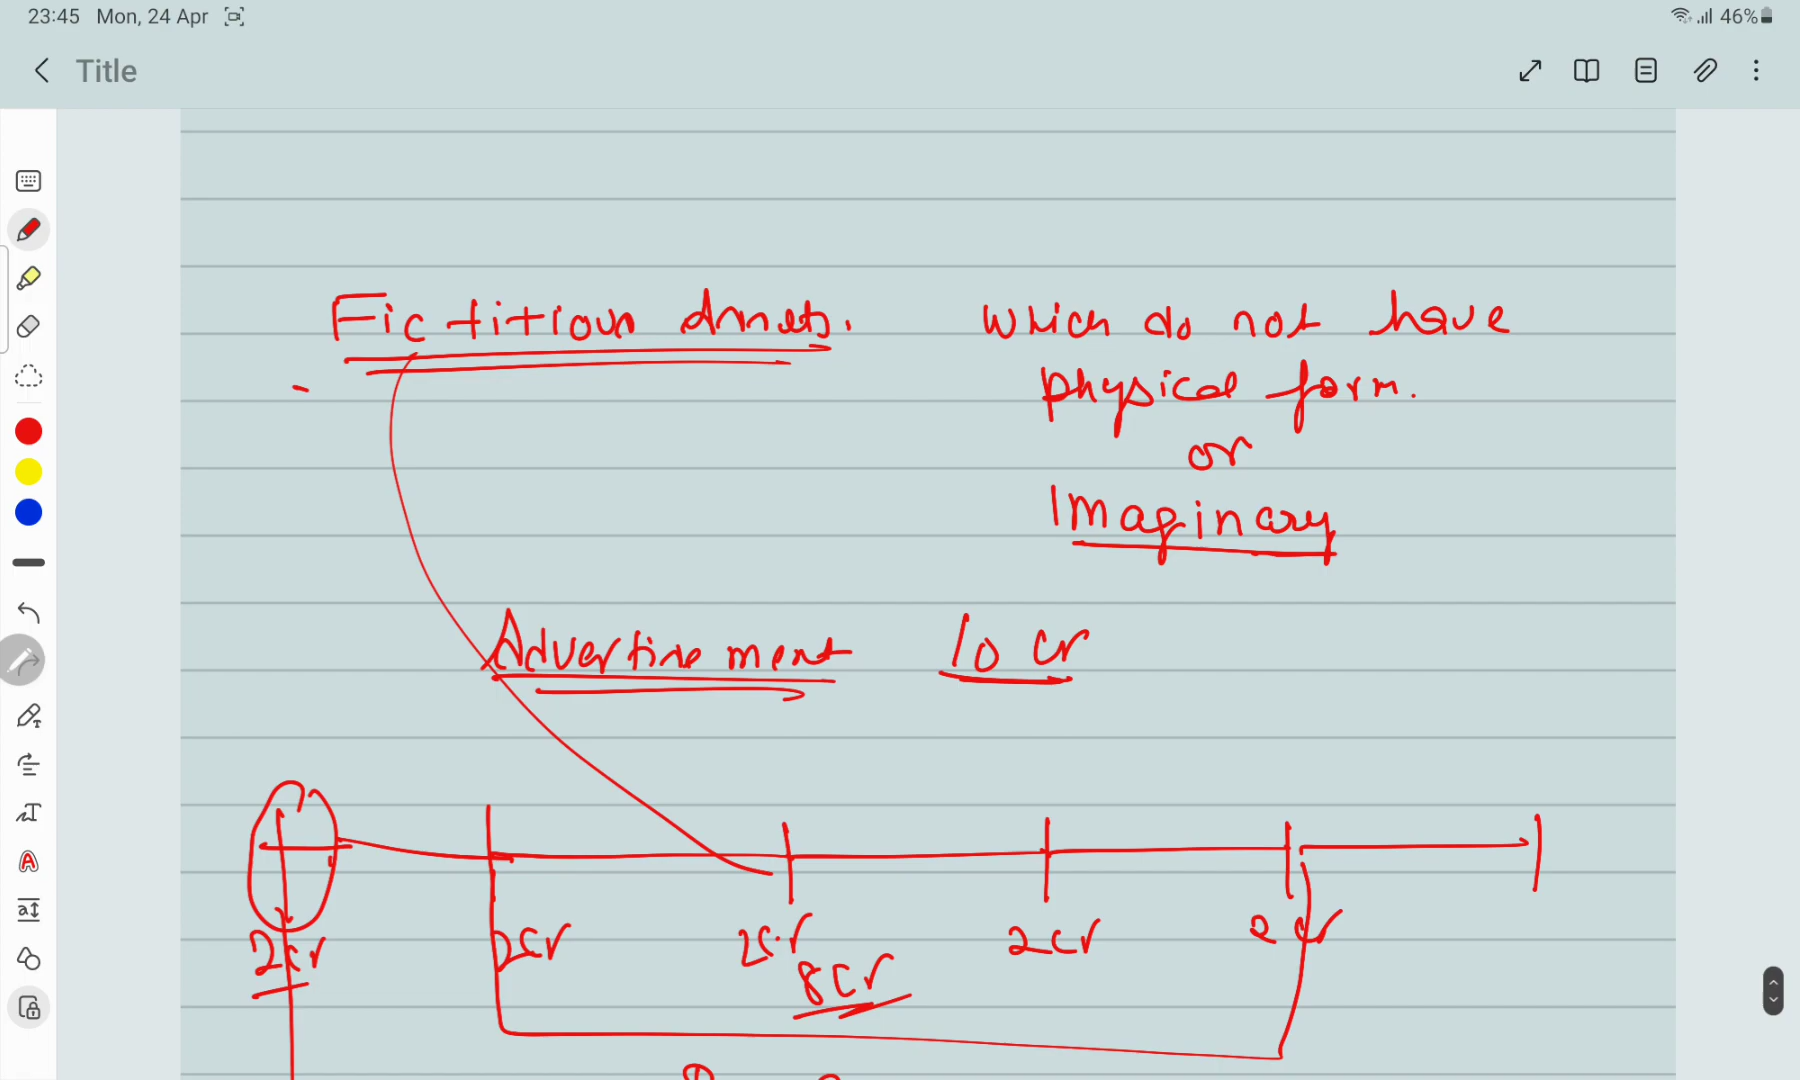 23:45 Mon, 24 Apr 46%
Title
Fictitious Assets. which do not have
physical form.
or
Imaginary
Advertisement 10 cr
2cr 2cr 2cr 2cr 2cr
8cr